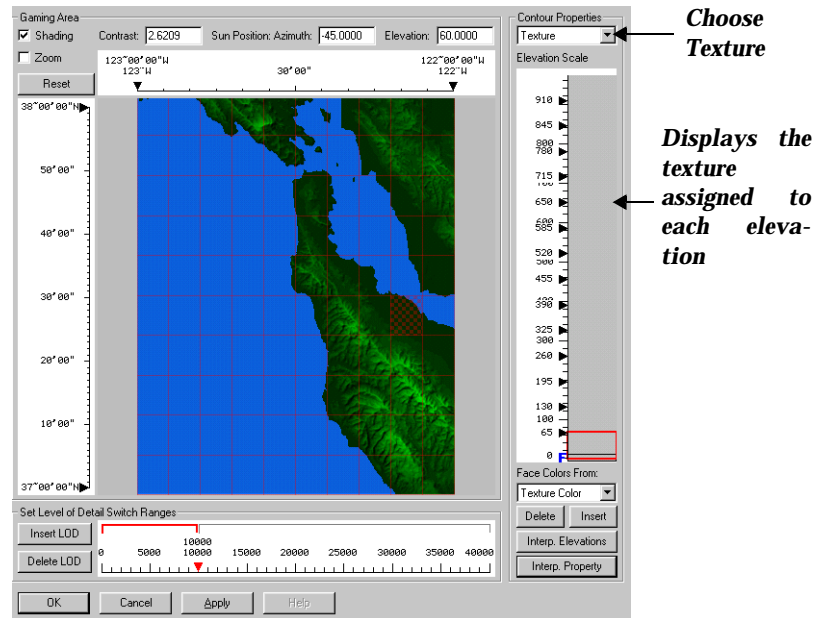 Gaming Area
Shading
Contrast: 2.6209 Sun Position: Azimuth: -45.0000 Elevation: 60.0000
Zoom
Reset
123~00'00"W 122~00'00"W
123~W 30'00" 122~W
38~00'00"N
50'00"
40'00"
30'00"
20'00"
10'00"
37~00'00"N
Set Level of Detail Switch Ranges
Insert LOD
Delete LOD
10000
0 5000 10000 15000 20000 25000 30000 35000 40000
OK Cancel Apply Help
Contour Properties
Texture
Elevation Scale
910
845
800
780
715
650
585
520
500
455
390
325
300
260
195
130
100
65
0 F
Face Colors From:
Texture Color
Delete Insert
Interp. Elevations
Interp. Property
Choose
Texture
Displays the
texture
assigned to
each eleva-
tion